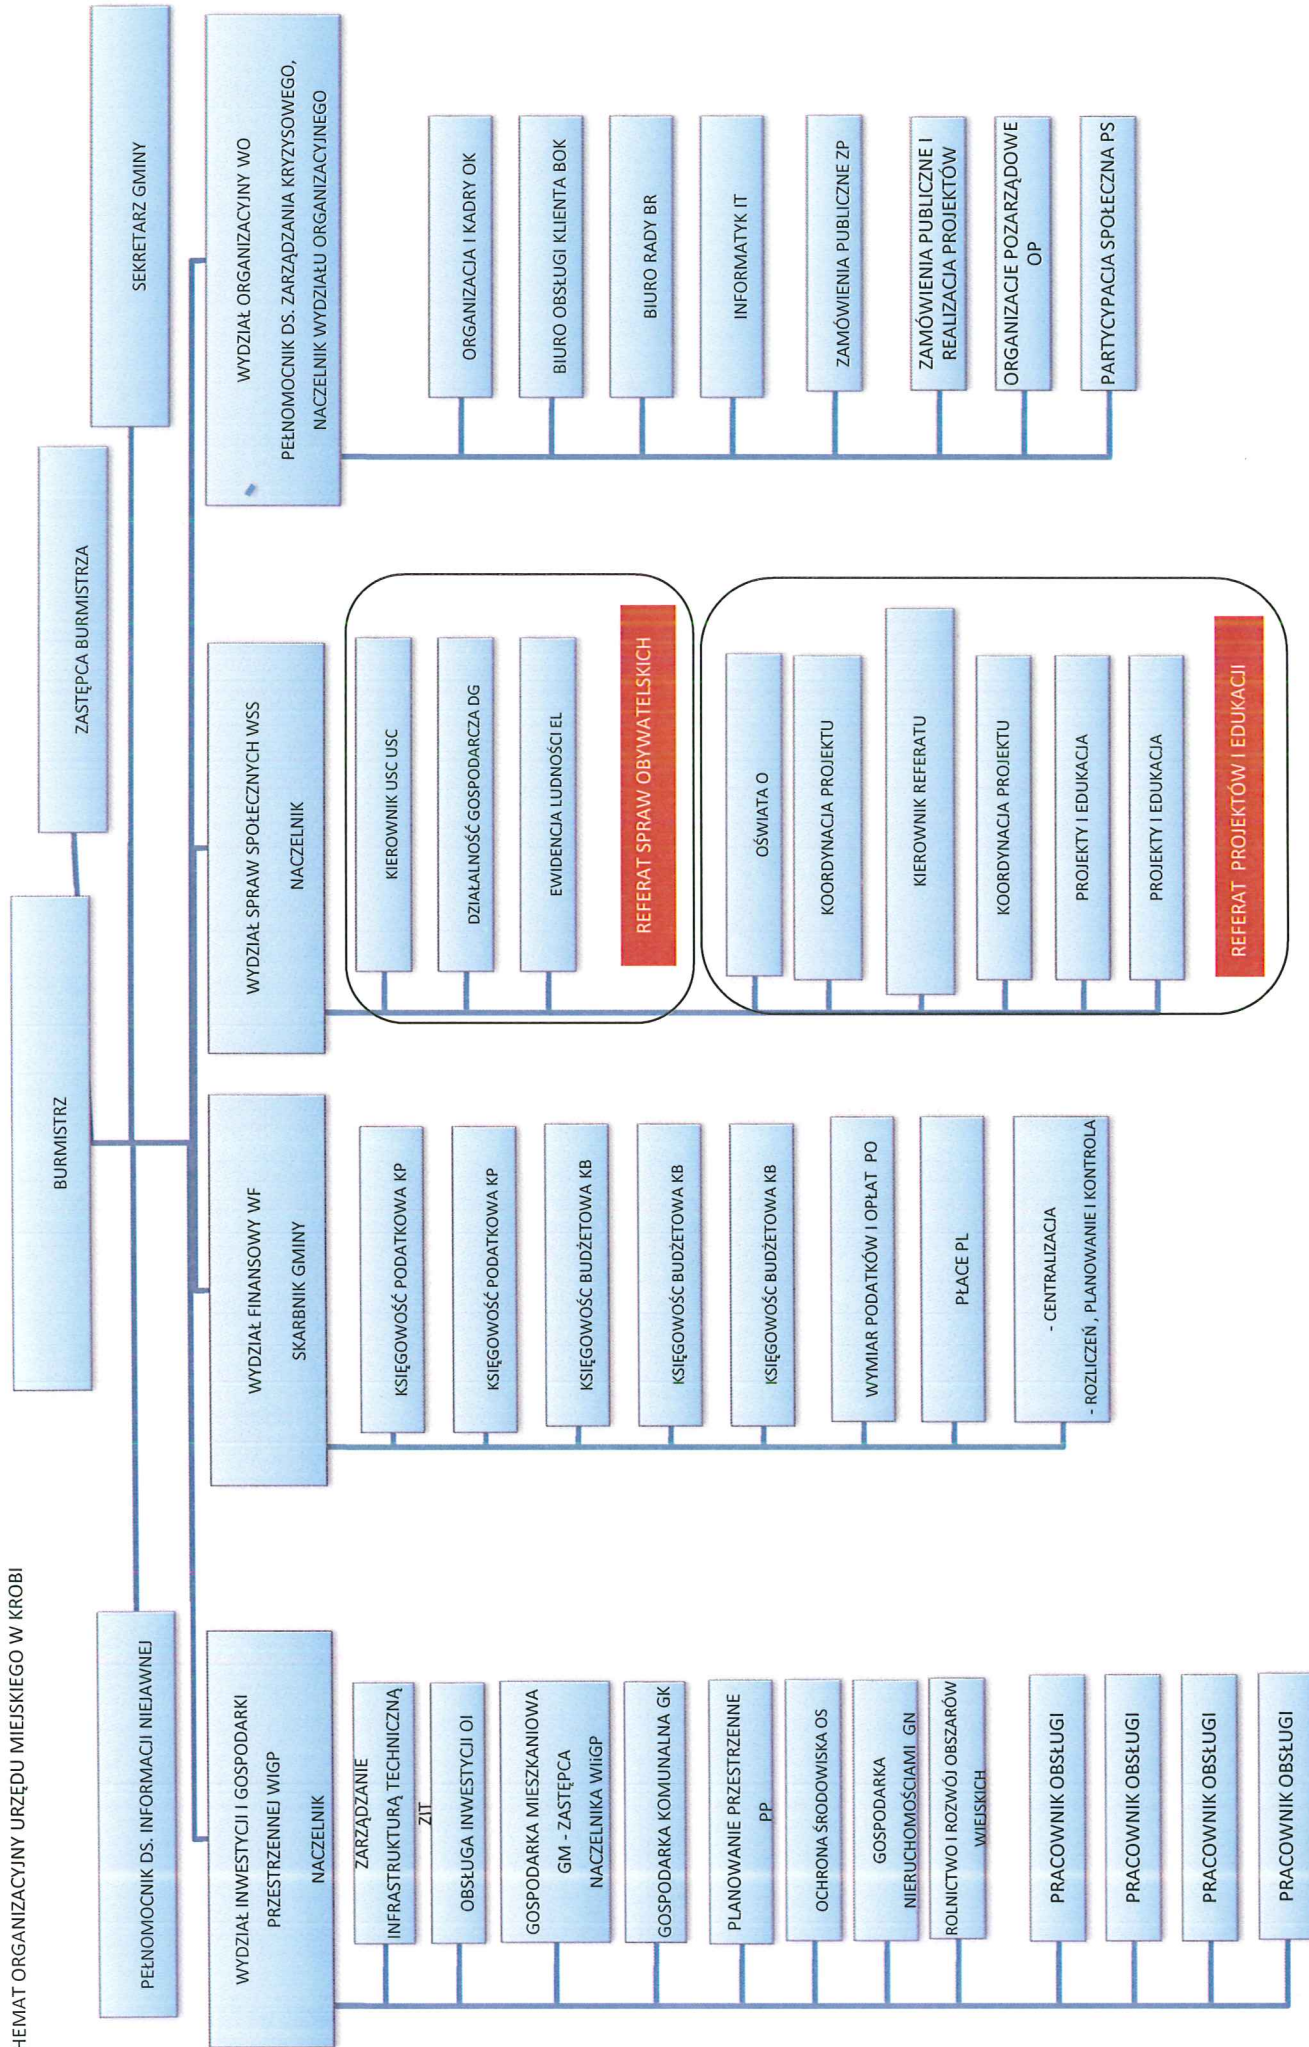 HEMAT ORGANIZACYJNY URZĘDU MIEJSKIEGO W KROBI
BURMISTRZ
ZASTĘPCA BURMISTRZA
PEŁNOMOCNIK DS. INFORMACJI NIEJAWNEJ
SEKRETARZ GMINY
WYDZIAŁ INWESTYCJI I GOSPODARKI
PRZESTRZENNEJ WIGP
NACZELNIK
ZARZĄDZANIE
INFRASTRUKTURĄ TECHNICZNĄ
ZIT
OBSŁUGA INWESTYCJI OI
GOSPODARKA MIESZKANIOWA
GM - ZASTĘPCA
NACZELNIKA WIiGP
GOSPODARKA KOMUNALNA GK
PLANOWANIE PRZESTRZENNE
PP
OCHRONA ŚRODOWISKA OS
GOSPODARKA
NIERUCHOMOŚCIAMI GN
ROLNICTWO I ROZWÓJ OBSZARÓW
WIEJSKICH
PRACOWNIK OBSŁUGI
PRACOWNIK OBSŁUGI
PRACOWNIK OBSŁUGI
PRACOWNIK OBSŁUGI
WYDZIAŁ FINANSOWY WF
SKARBNIK GMINY
KSIĘGOWOŚĆ PODATKOWA KP
KSIĘGOWOŚĆ PODATKOWA KP
KSIĘGOWOŚC BUDŻETOWA KB
KSIĘGOWOŚC BUDŻETOWA KB
KSIĘGOWOŚC BUDŻETOWA KB
WYMIAR PODATKÓW I OPŁAT PO
PŁACE PL
- CENTRALIZACJA
- ROZLICZEŃ , PLANOWANIE I KONTROLA
WYDZIAŁ SPRAW SPOŁECZNYCH WSS
NACZELNIK
KIEROWNIK USC USC
DZIAŁALNOŚĆ GOSPODARCZA DG
EWIDENCJA LUDNOŚCI EL
REFERAT SPRAW OBYWATELSKICH
OŚWIATA O
KOORDYNACJA PROJEKTU
KIEROWNIK REFERATU
KOORDYNACJA PROJEKTU
PROJEKTY I EDUKACJA
PROJEKTY I EDUKACJA
REFERAT PROJEKTÓW I EDUKACJI
WYDZIAŁ ORGANIZACYJNY WO
PEŁNOMOCNIK DS. ZARZĄDZANIA KRYZYSOWEGO,
NACZELNIK WYDZIAŁU ORGANIZACYJNEGO
ORGANIZACJA I KADRY OK
BIURO OBSŁUGI KLIENTA BOK
BIURO RADY BR
INFORMATYK IT
ZAMÓWIENIA PUBLICZNE ZP
ZAMÓWIENIA PUBLICZNE I
REALIZACJA PROJEKTÓW
ORGANIZACJE POZARZĄDOWE
OP
PARTYCYPACJA SPOŁECZNA PS